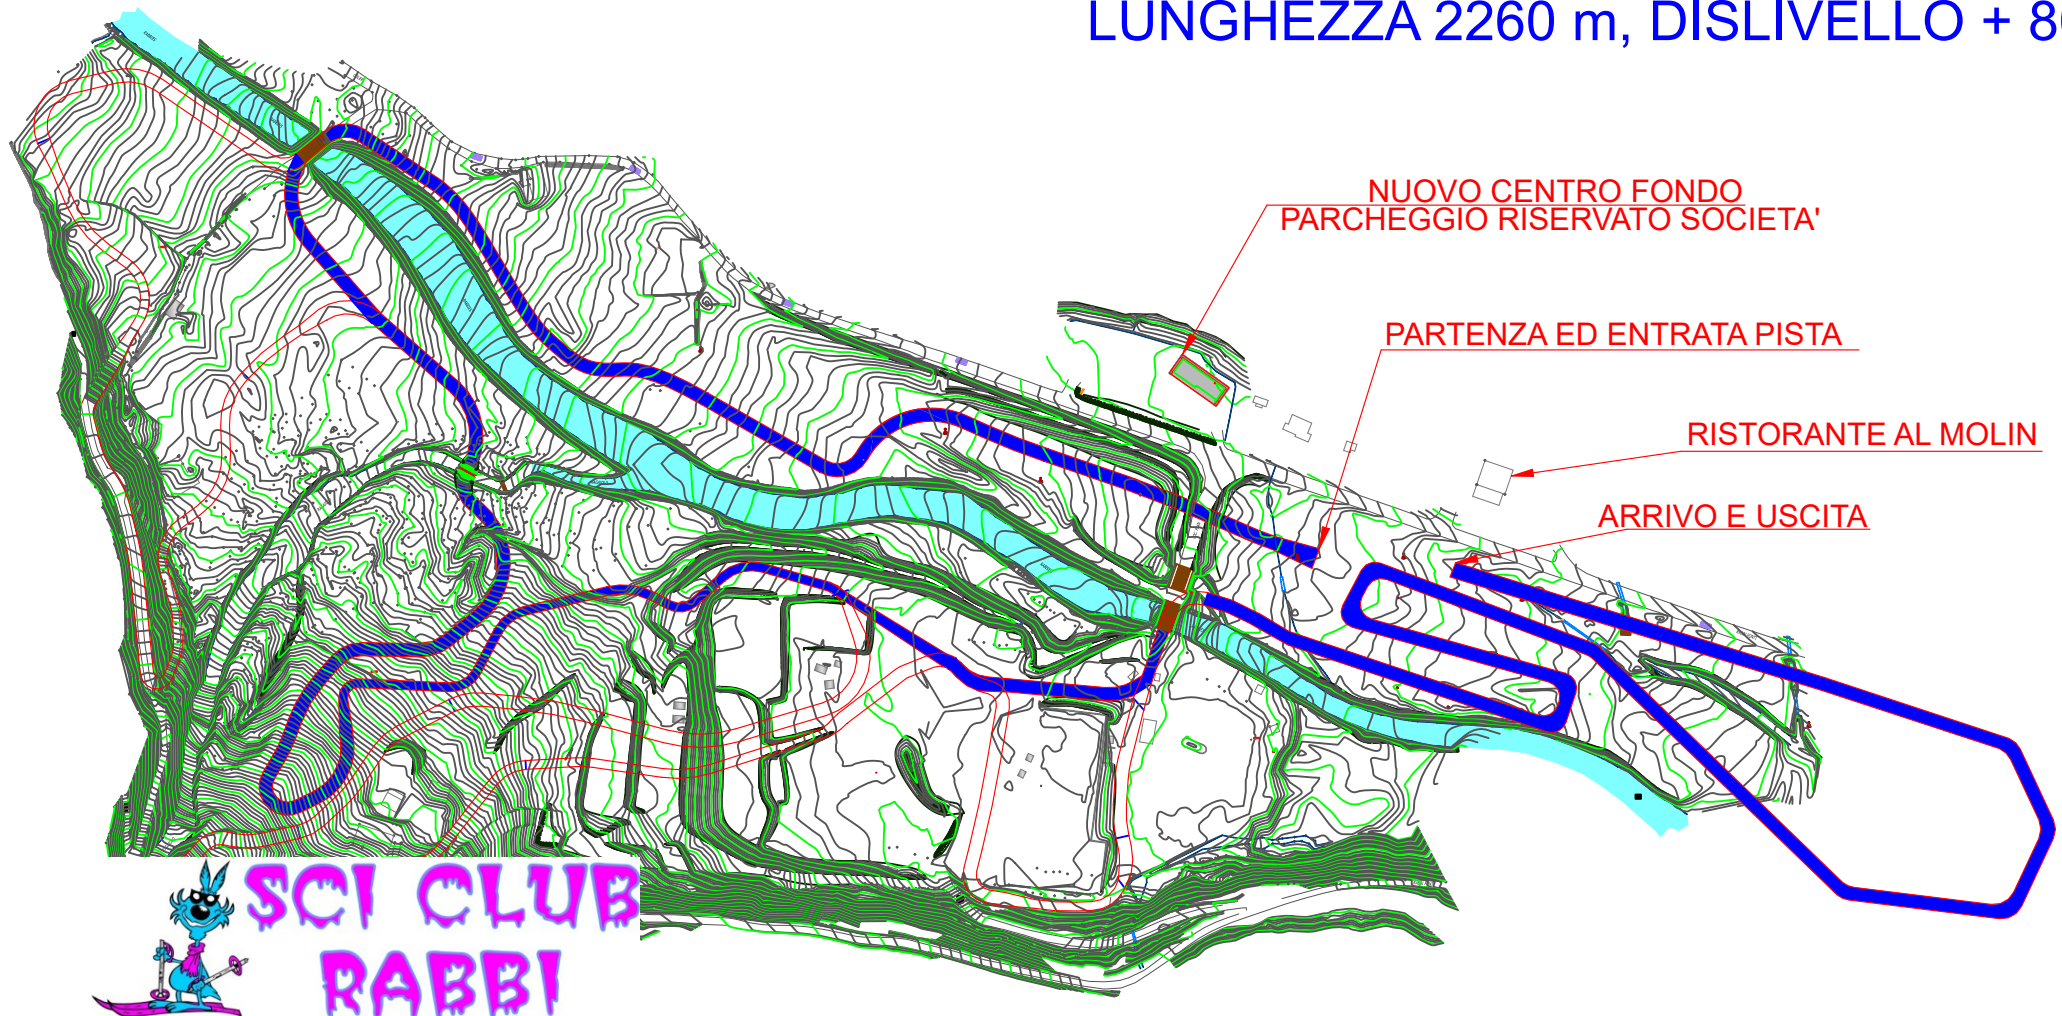 LUNGHEZZA 2260 m, DISLIVELLO + 8
NUOVO CENTRO FONDO
PARCHEGGIO RISERVATO SOCIETA'
PARTENZA ED ENTRATA PISTA
RISTORANTE AL MOLIN
ARRIVO E USCITA
SCI CLUB
RABBI